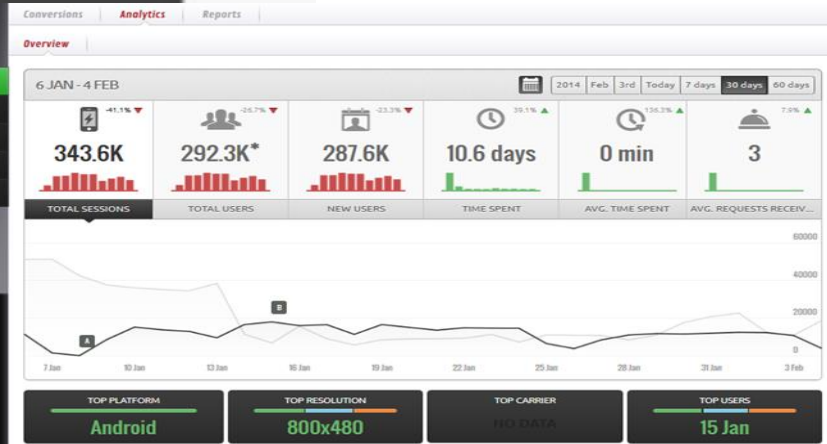 Conversions Analytics Reports
Overview
6 JAN - 4 FEB 2014 Feb 3rd Today 7 days 30 days 60 days
-41.1% -26.7% -23.3% 39.1% 136.3% 7.9%
343.6K 292.3K* 287.6K 10.6 days 0 min 3
TOTAL SESSIONS TOTAL USERS NEW USERS TIME SPENT AVG. TIME SPENT AVG. REQUESTS RECEIV...
60000
40000
20000
0
A
B
7 Jan 10 Jan 13 Jan 16 Jan 19 Jan 22 Jan 25 Jan 28 Jan 31 Jan 3 Feb
TOP PLATFORM TOP RESOLUTION TOP CARRIER TOP USERS
Android 800x480 NO DATA 15 Jan